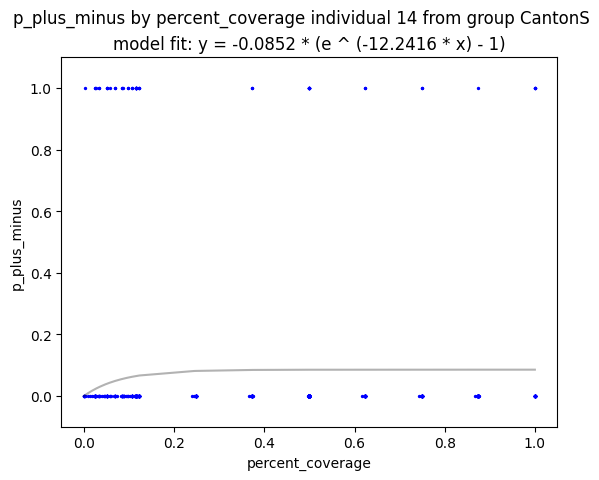 p_plus_minus by percent_coverage individual 14 from group CantonS
model fit: y = -0.0852 * (e ^ (-12.2416 * x) - 1)
1.0
0.8
0.6
0.4
0.2
0.0
p_plus_minus
0.0 0.2 0.4 0.6 0.8 1.0
percent_coverage